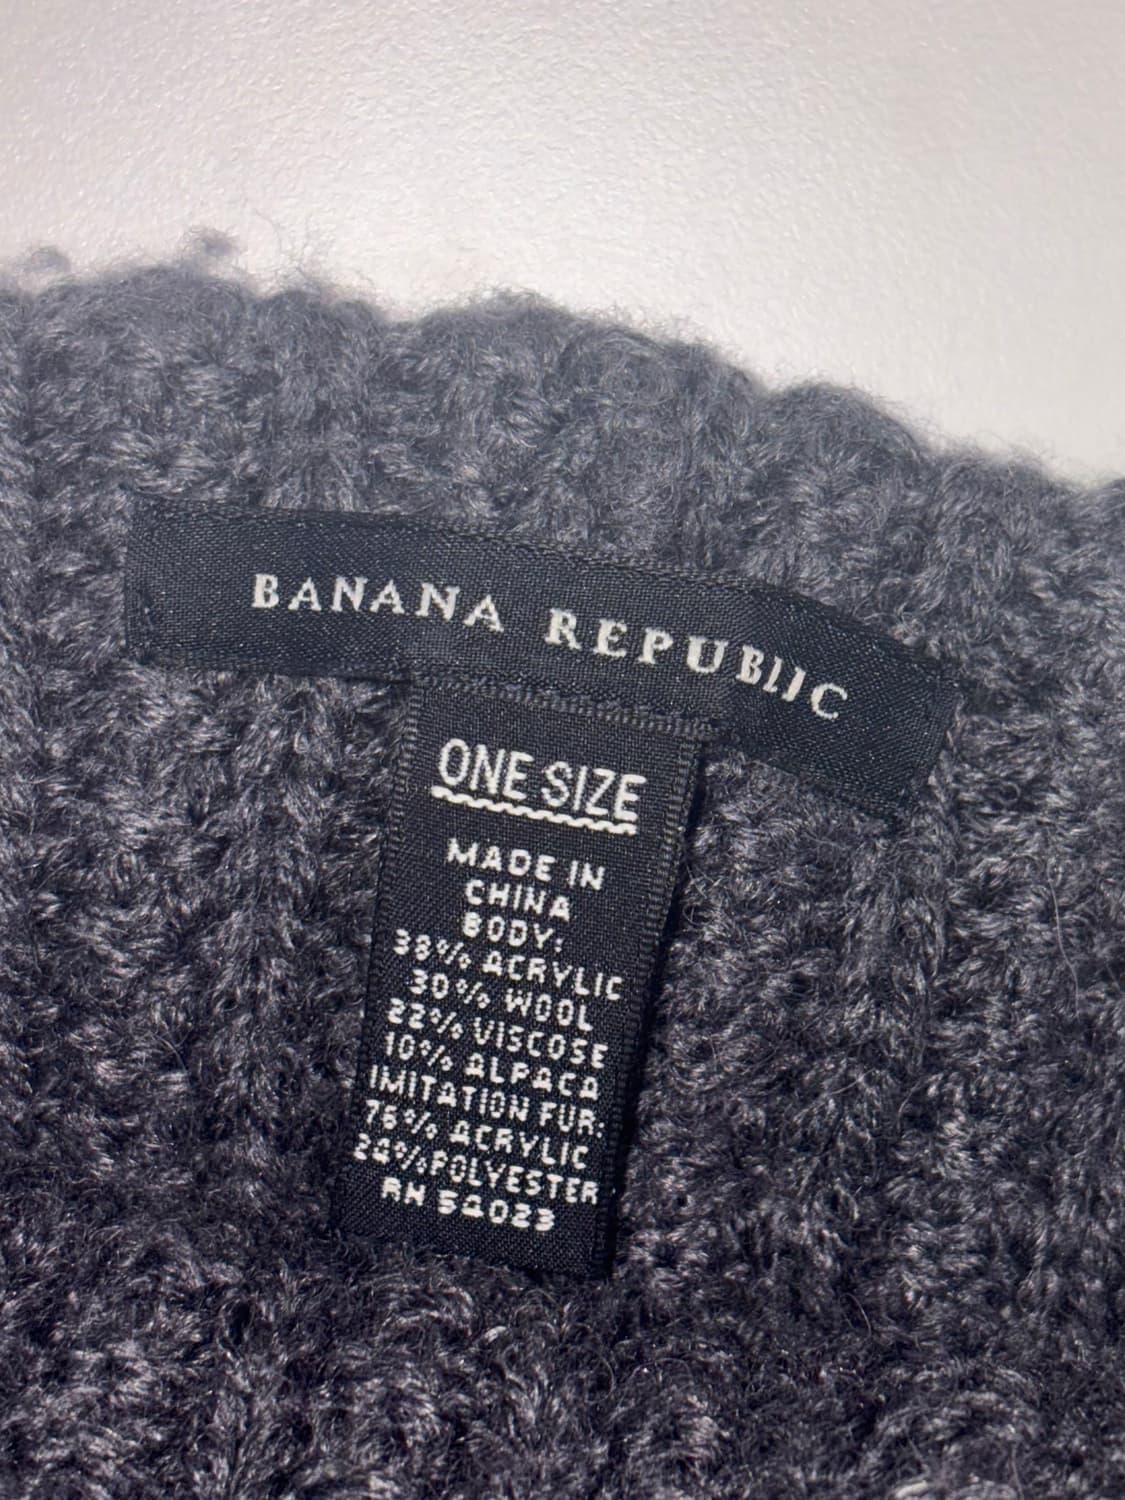 BANANA REPUBLIC
ONE SIZE
MADE IN
CHINA
BODY:
38% ACRYLIC
30% WOOL
22% VISCOSE
10% ALPACA
IMITATION FUR:
76% ACRYLIC
24% POLYESTER
RN 54023